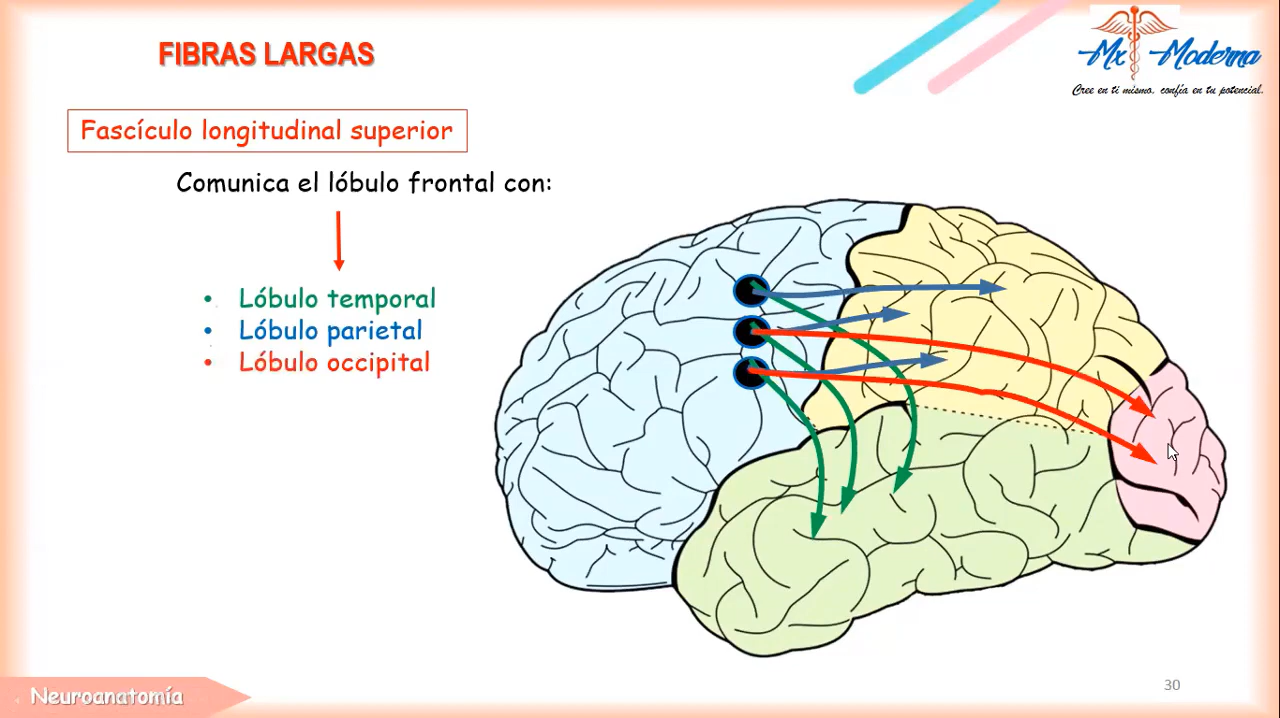 FIBRAS LARGAS
Mx Moderna
Cree en ti mismo, confía en tu potencial.
Fascículo longitudinal superior
Comunica el lóbulo frontal con:
• Lóbulo temporal
• Lóbulo parietal
• Lóbulo occipital
Neuroanatomía
30